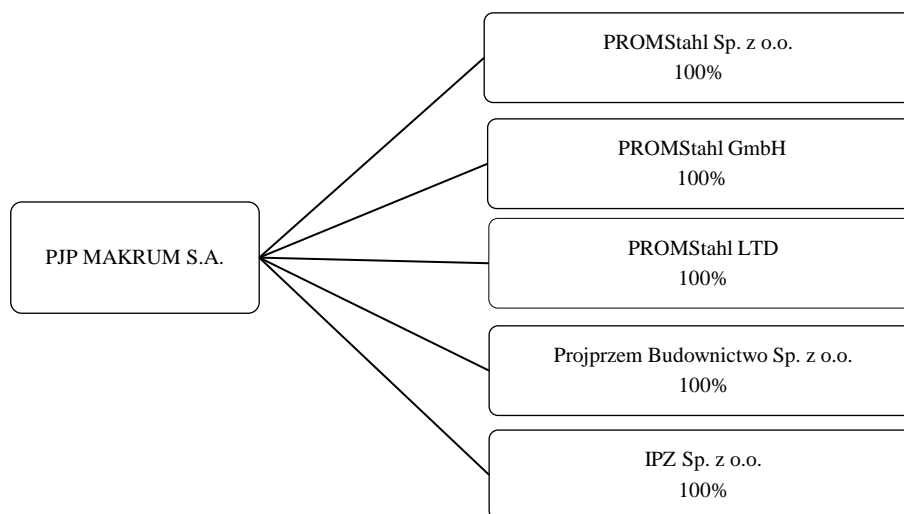 PROMStahl Sp. z o.o.
100%
PROMStahl GmbH
100%
PJP MAKRUM S.A.
PROMStahl LTD
100%
Projprzem Budownictwo Sp. z o.o.
100%
IPZ Sp. z o.o.
100%